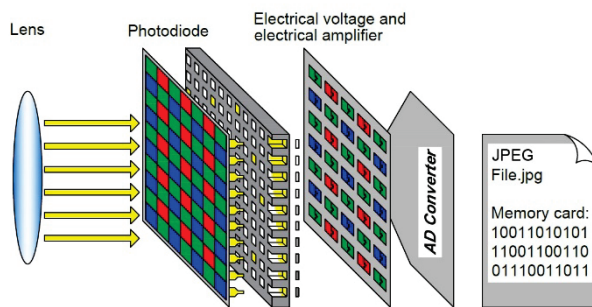 Lens
Photodiode
Electrical voltage and
electrical amplifier
AD Converter
JPEG
File.jpg
Memory card:
10011010101
11001100110
01110011011